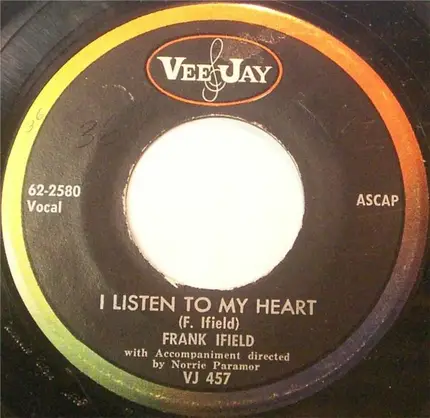 VEE JAY
62-2580
Vocal
ASCAP
I LISTEN TO MY HEART
(F. Ifield)
FRANK IFIELD
with Accompaniment directed
by Norrie Paramor
VJ 457